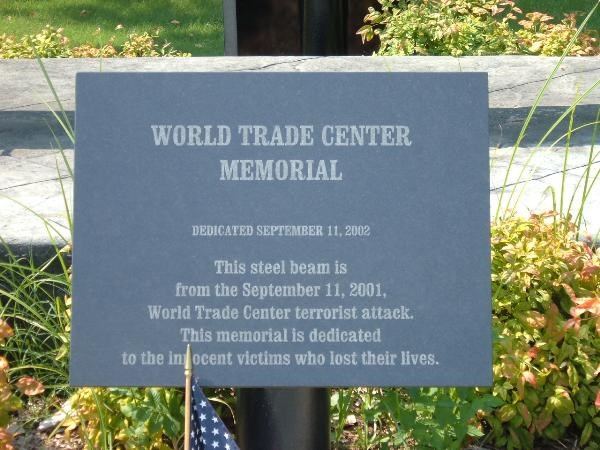 WORLD TRADE CENTER
MEMORIAL
DEDICATED SEPTEMBER 11, 2002
This steel beam is
from the September 11, 2001,
World Trade Center terrorist attack.
This memorial is dedicated
to the innocent victims who lost their lives.